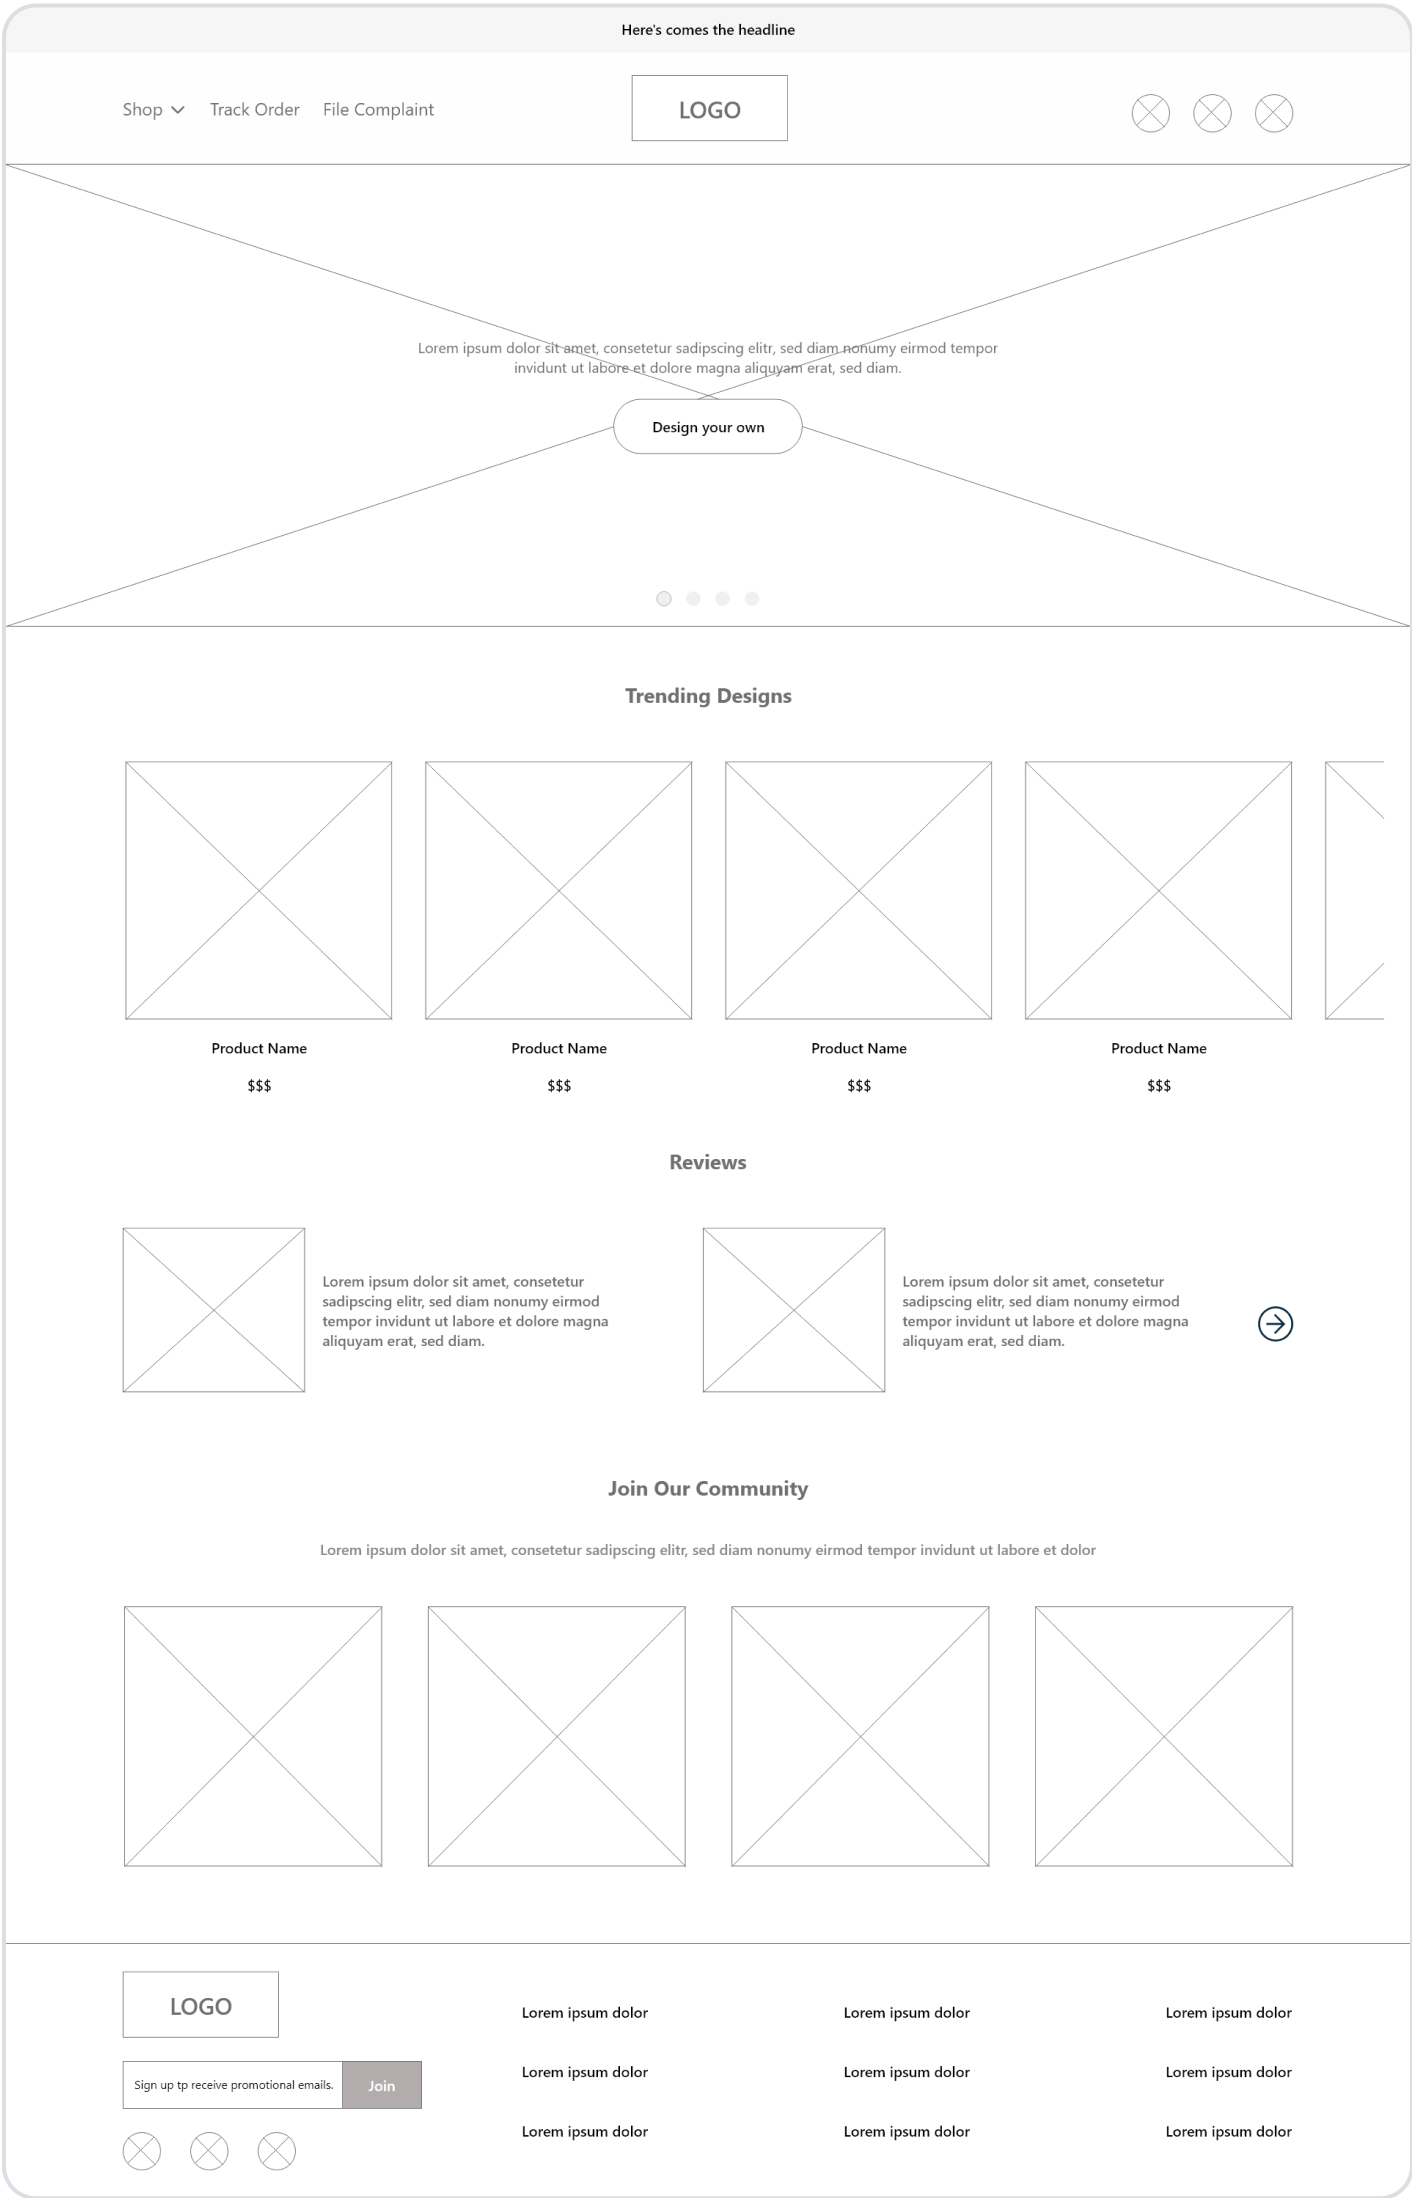 Here's comes the headline
Shop Track Order File Complaint
LOGO
Lorem ipsum dolor sit amet, consetetur sadipscing elitr, sed diam nonumy eirmod tempor
invidunt ut labore et dolore magna aliquyam erat, sed diam.
Design your own
Trending Designs
Product Name
$$$
Product Name
$$$
Product Name
$$$
Product Name
$$$
Reviews
Lorem ipsum dolor sit amet, consetetur
sadipscing elitr, sed diam nonumy eirmod
tempor invidunt ut labore et dolore magna
aliquyam erat, sed diam.
Lorem ipsum dolor sit amet, consetetur
sadipscing elitr, sed diam nonumy eirmod
tempor invidunt ut labore et dolore magna
aliquyam erat, sed diam.
Join Our Community
Lorem ipsum dolor sit amet, consetetur sadipscing elitr, sed diam nonumy eirmod tempor invidunt ut labore et dolor
LOGO
Sign up tp receive promotional emails.
Join
Lorem ipsum dolor
Lorem ipsum dolor
Lorem ipsum dolor
Lorem ipsum dolor
Lorem ipsum dolor
Lorem ipsum dolor
Lorem ipsum dolor
Lorem ipsum dolor
Lorem ipsum dolor